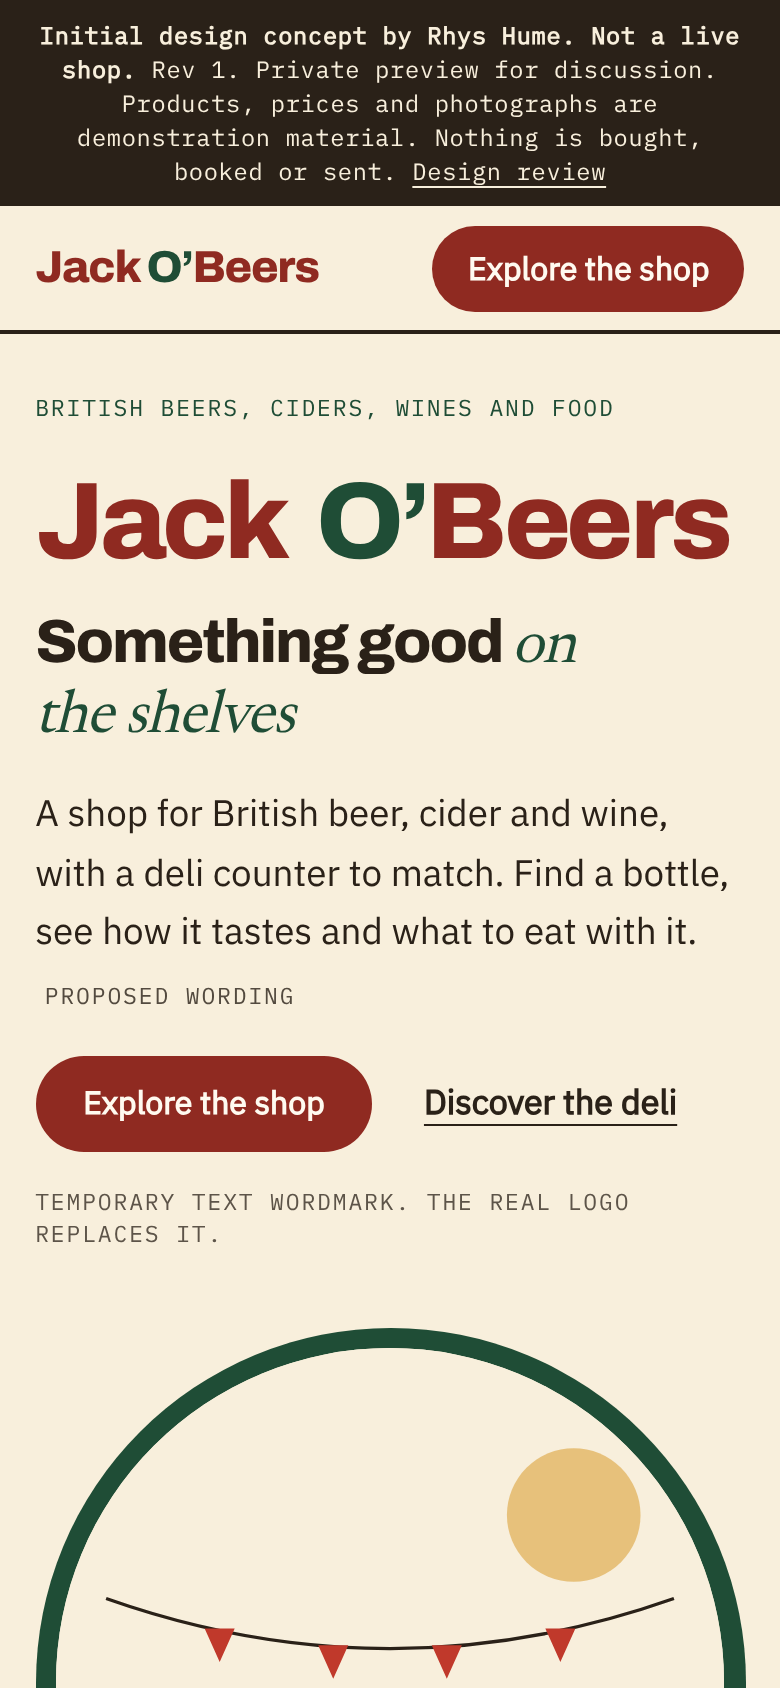 Initial design concept by Rhys Hume. Not a live
shop. Rev 1. Private preview for discussion.
Products, prices and photographs are
demonstration material. Nothing is bought,
booked or sent. Design review
Jack O’Beers
Explore the shop
BRITISH BEERS, CIDERS, WINES AND FOOD
Jack O’Beers
Something good on
the shelves
A shop for British beer, cider and wine,
with a deli counter to match. Find a bottle,
see how it tastes and what to eat with it.
PROPOSED WORDING
Explore the shop
Discover the deli
TEMPORARY TEXT WORDMARK. THE REAL LOGO
REPLACES IT.